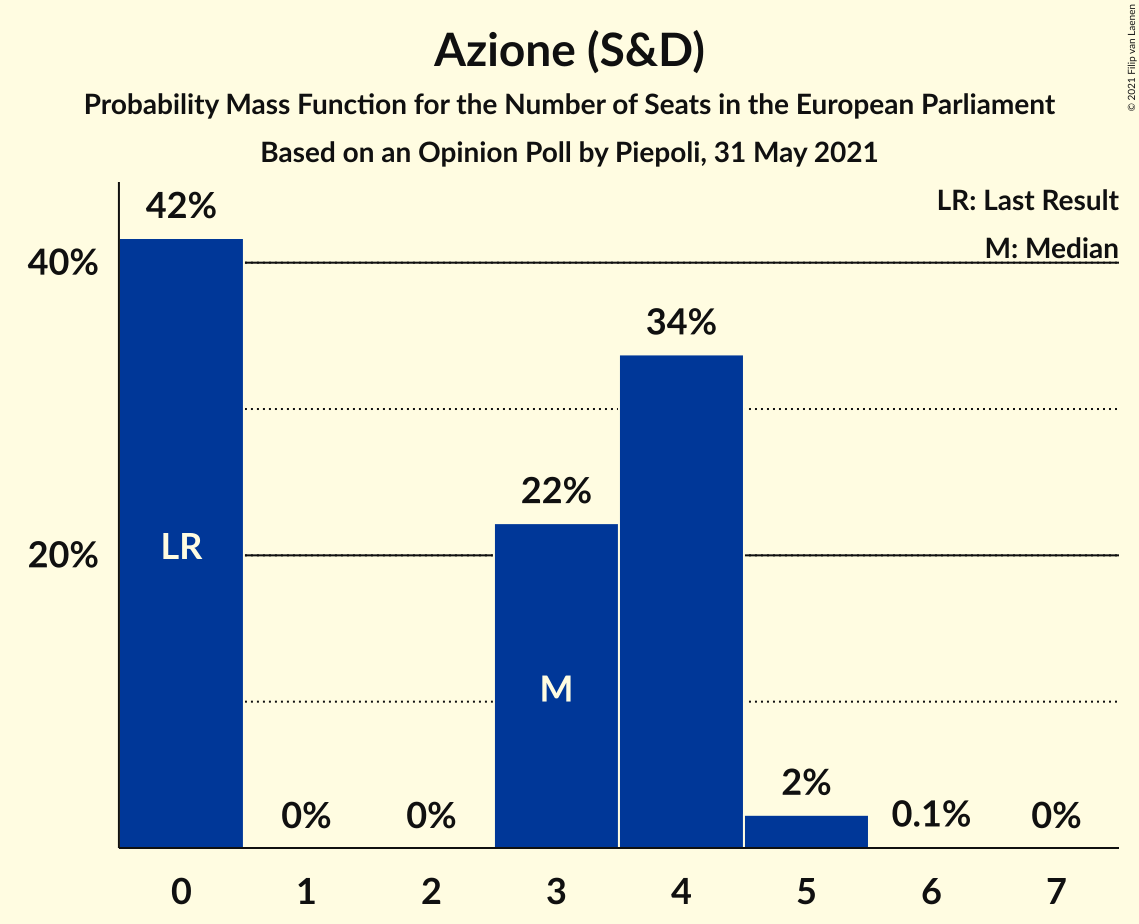 Azione (S&D)
Probability Mass Function for the Number of Seats in the European Parliament
Based on an Opinion Poll by Piepoli, 31 May 2021
© 2021 Filip van Laenen
LR: Last Result
M: Median
42%
40%
34%
22%
20%
LR
M
2%
0%
0%
0.1%
0%
0 1 2 3 4 5 6 7